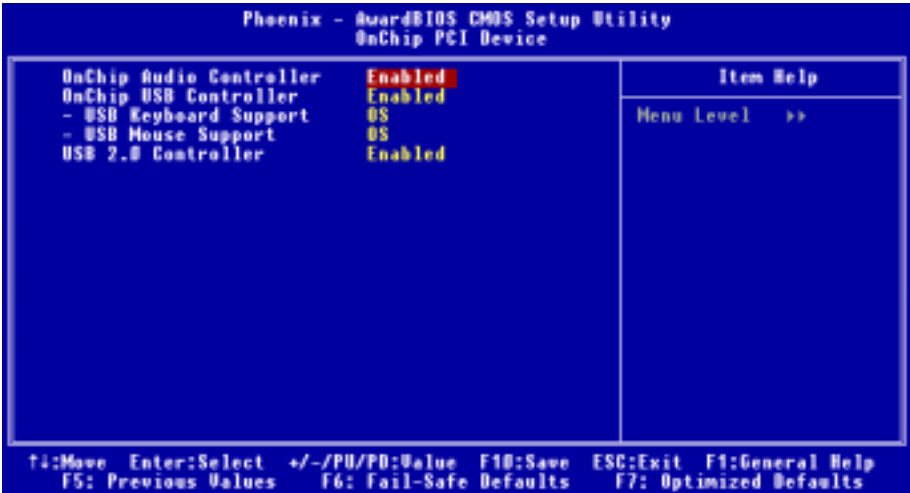 Phoenix - AwardBIOS CMOS Setup Utility
OnChip PCI Device
OnChip Audio Controller Enabled
OnChip USB Controller Enabled
- USB Keyboard Support OS
- USB Mouse Support OS
USB 2.0 Controller Enabled
Item Help
Menu Level ►►
↑↓:Move Enter:Select +/-/PU/PD:Value F10:Save ESC:Exit F1:General Help
F5: Previous Values F6: Fail-Safe Defaults F7: Optimized Defaults